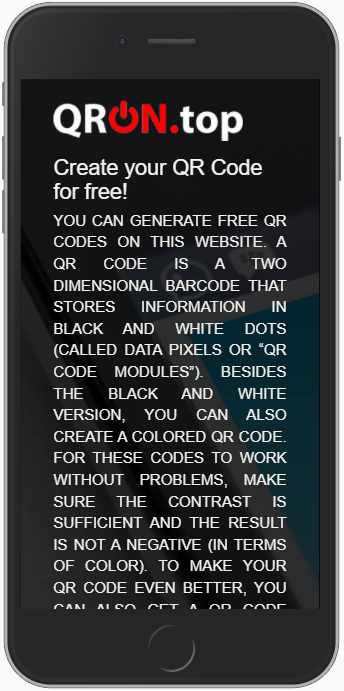 QRON.top
Create your QR Code
for free!
YOU CAN GENERATE FREE QR
CODES ON THIS WEBSITE. A
QR CODE IS A TWO
DIMENSIONAL BARCODE THAT
STORES INFORMATION IN
BLACK AND WHITE DOTS
(CALLED DATA PIXELS OR “QR
CODE MODULES”). BESIDES
THE BLACK AND WHITE
VERSION, YOU CAN ALSO
CREATE A COLORED QR CODE.
FOR THESE CODES TO WORK
WITHOUT PROBLEMS, MAKE
SURE THE CONTRAST IS
SUFFICIENT AND THE RESULT
IS NOT A NEGATIVE (IN TERMS
OF COLOR). TO MAKE YOUR
QR CODE EVEN BETTER, YOU
CAN ALSO GET A QR CODE